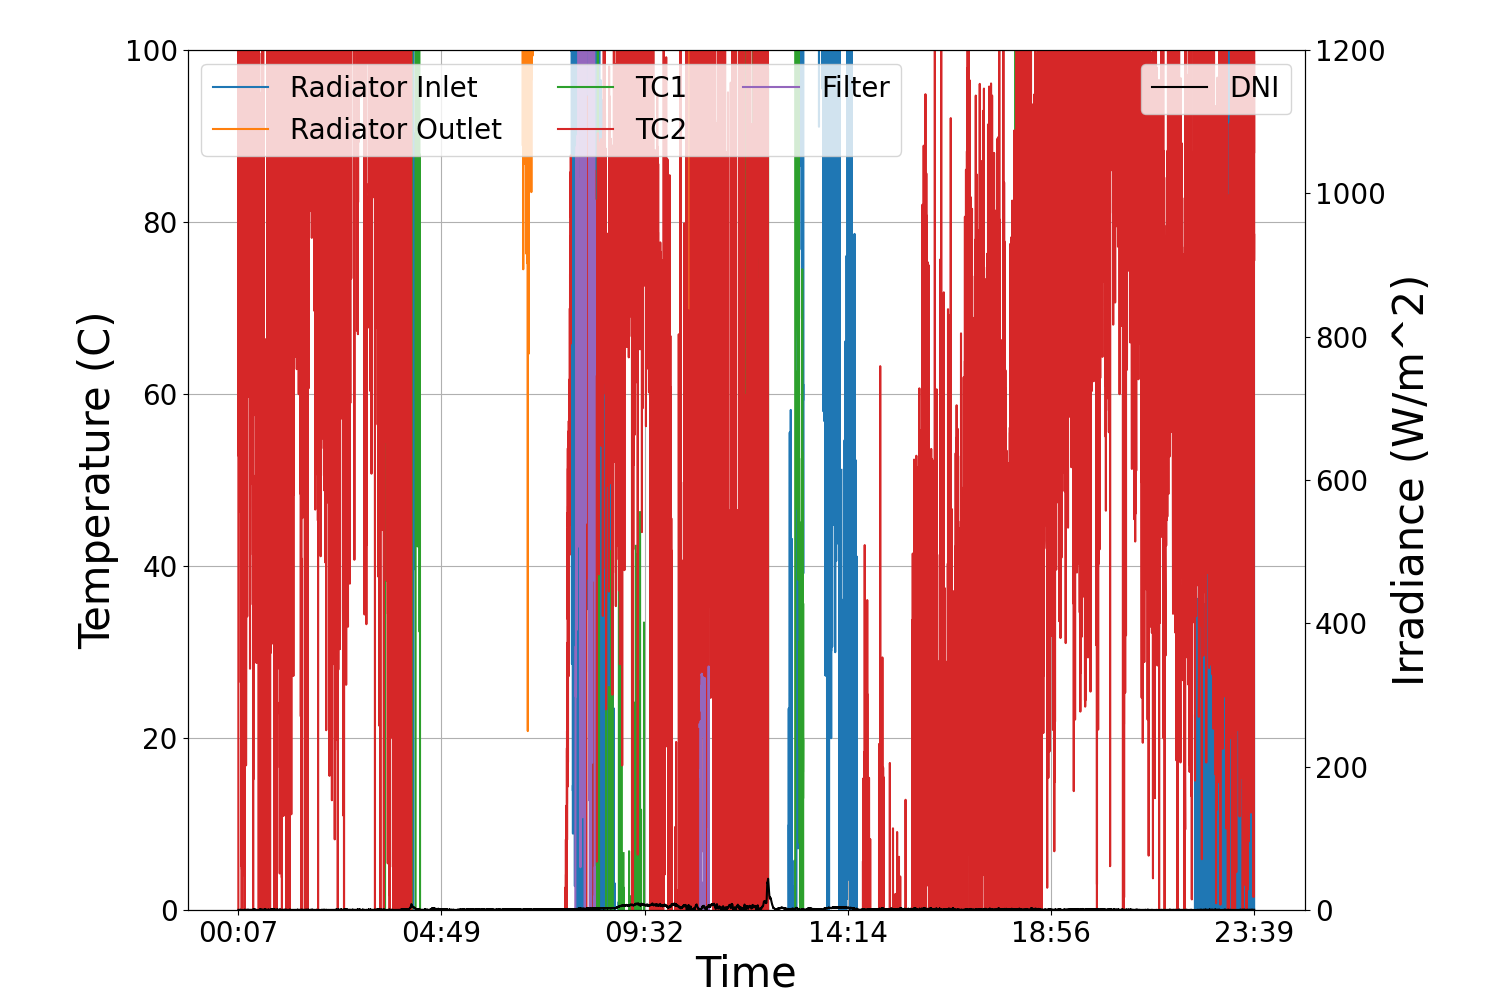 100
80
60
40
20
0
Temperature (C)
Radiator Inlet
Radiator Outlet
TC1
TC2
Filter
DNI
1200
1000
800
600
400
200
0
Irradiance (W/m^2)
00:07 04:49 09:32 14:14 18:56 23:39
Time